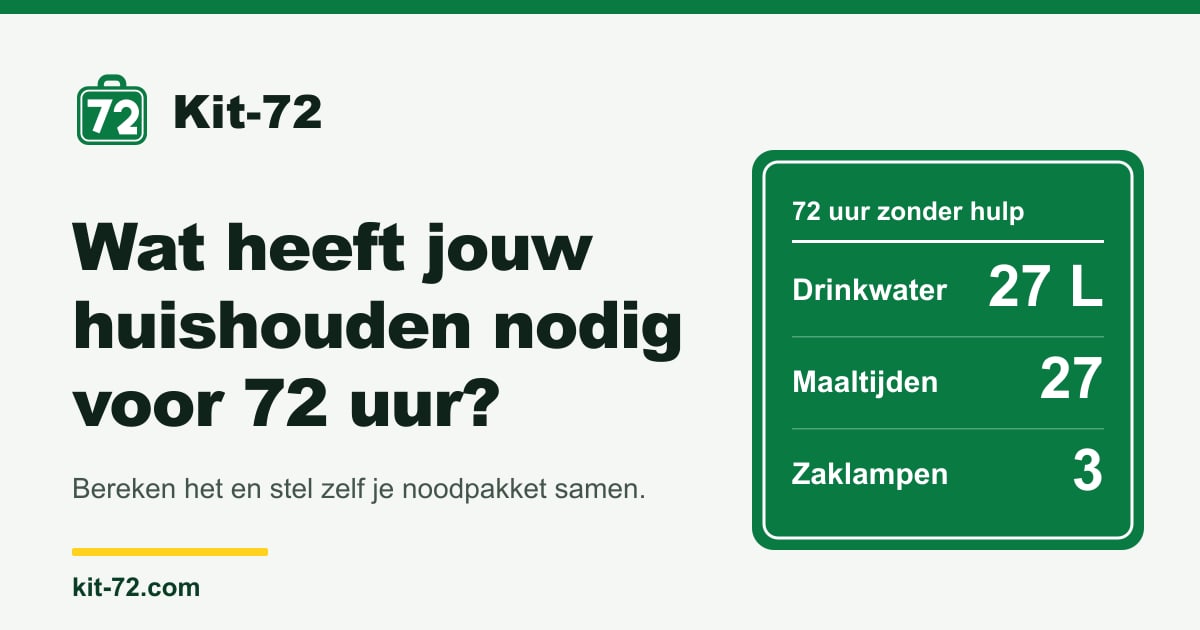 72
Kit-72
Wat heeft jouw
huishouden nodig
voor 72 uur?
Bereken het en stel zelf je noodpakket samen.
kit-72.com
72 uur zonder hulp
Drinkwater 27 L
Maaltijden 27
Zaklampen 3